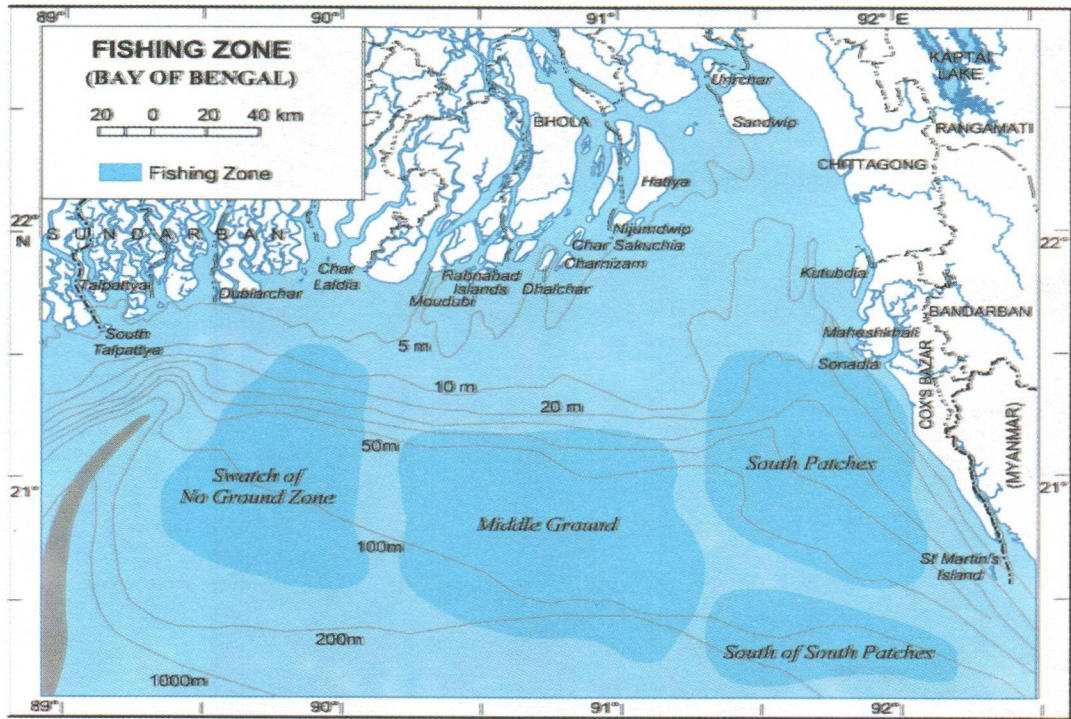 89°
90°
91°
92° E
FISHING ZONE
(BAY OF BENGAL)
20 0 20 40 km
Fishing Zone
KAPTAI
LAKE
Urirchar
Sandwip
BHOLA
RANGAMATI
CHITTAGONG
Hatiya
22°
N
SUNDARBAN
Nijumdwip
Char Sakuchia
Charnizam
22°
Talpattya
Dublarchar
Char
Laldia
Rabnabad
Islands
Moudubi
Dhalchar
Kutubdia
BANDARBAN
South
Talpattya
Maheshkhali
Sonadia
COX'S BAZAR
(MYANMAR)
5 m
10 m
20 m
50m
Swatch of
No Ground Zone
South Patches
21°
21°
Middle Ground
100m
St Martin's
Island
200m
South of South Patches
1000m
89°
90°
91°
92°